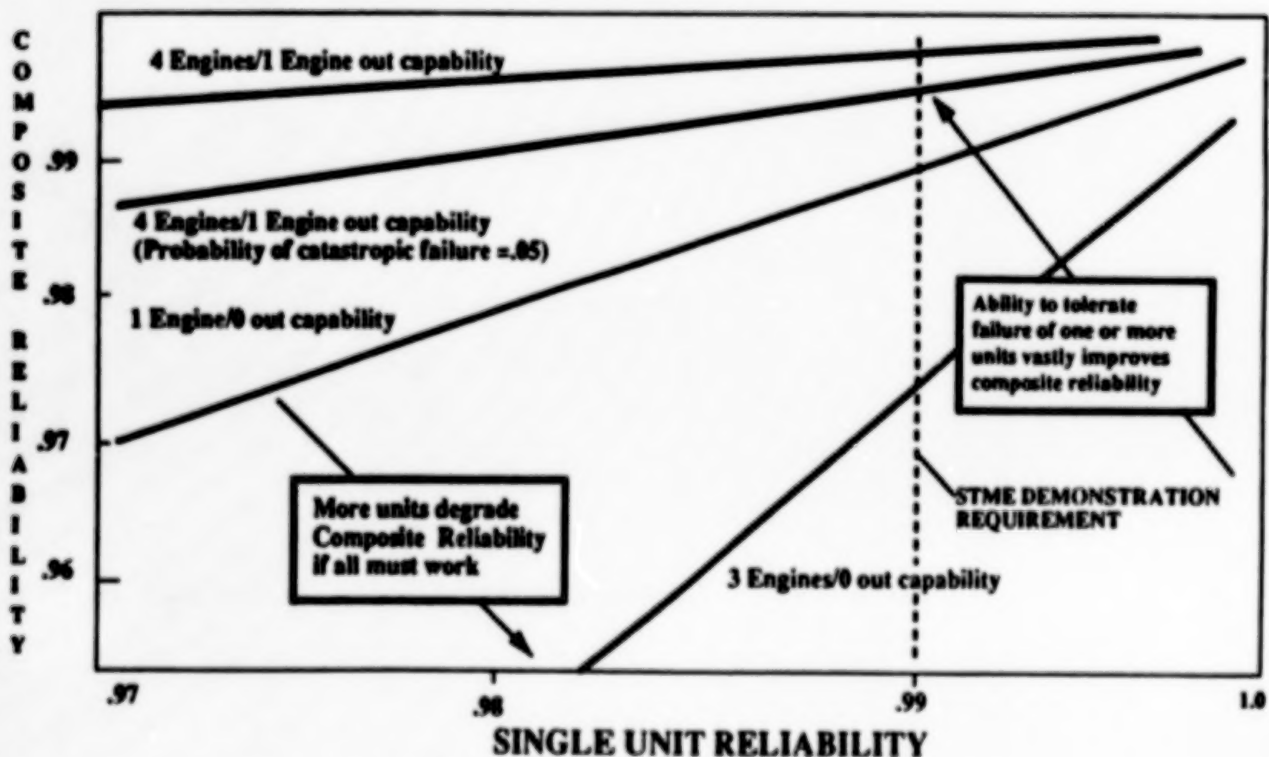 COMPOSITE RELIABILITY
4 Engines/1 Engine out capability
.99
4 Engines/1 Engine out capability
(Probability of catastropic failure =.05)
.98
1 Engine/0 out capability
Ability to tolerate
failure of one or more
units vastly improves
composite reliability
.97
More units degrade
Composite Reliability
if all must work
STME DEMONSTRATION
REQUIREMENT
.96
3 Engines/0 out capability
.97
.98
.99
1.0
SINGLE UNIT RELIABILITY